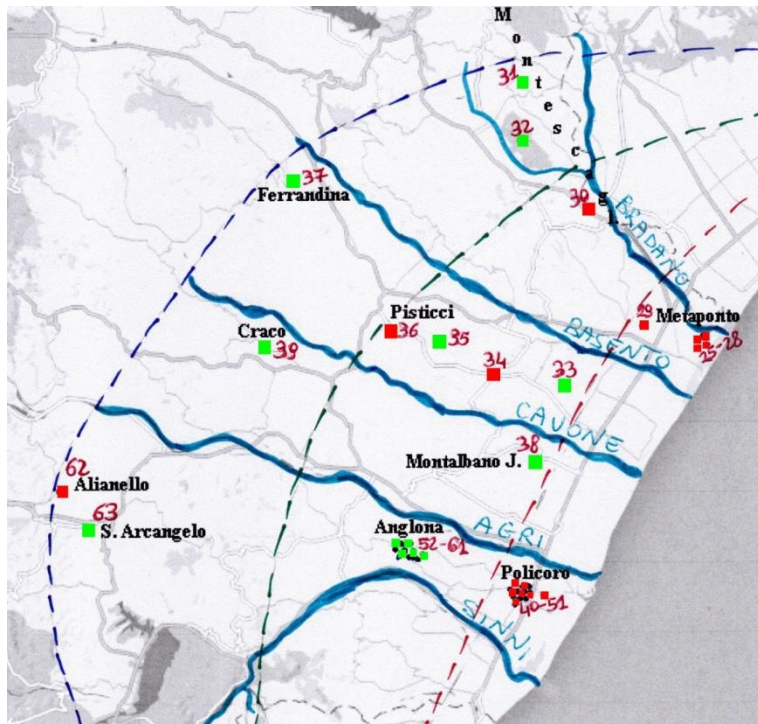 Montescagl.
31
32
30
37
Ferrandina
BRADANO
29
Metaponto
25-28
Pisticci
36
35
BASENTO
Craco
39
34
33
CAVONE
38
Montalbano J.
62
Alianello
63
S. Arcangelo
AGRI
Anglona
52-61
Policoro
40-51
SINNI